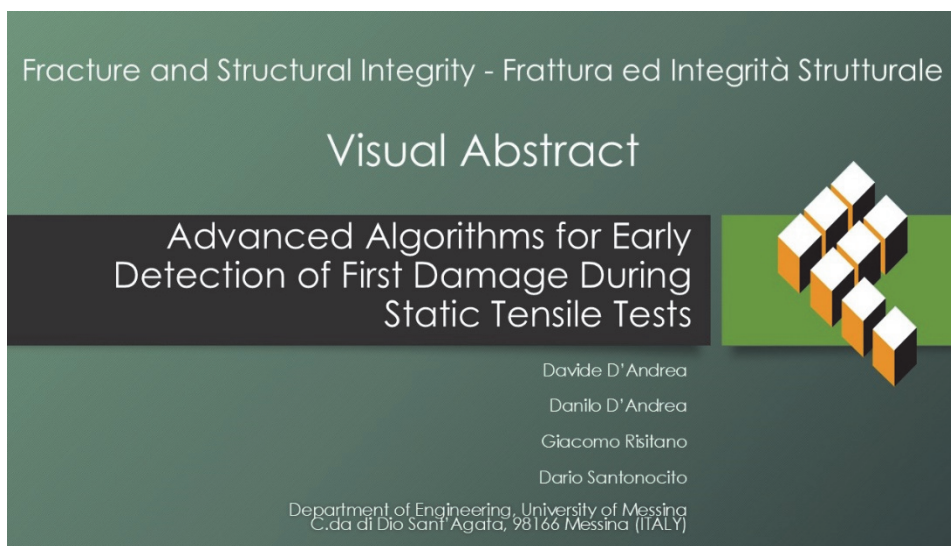 Fracture and Structural Integrity - Frattura ed Integrità Strutturale
Visual Abstract
Advanced Algorithms for Early
Detection of First Damage During
Static Tensile Tests
Davide D’Andrea
Danilo D’Andrea
Giacomo Risitano
Dario Santonocito
Department of Engineering, University of Messina
C.da di Dio Sant’Agata, 98166 Messina (ITALY)